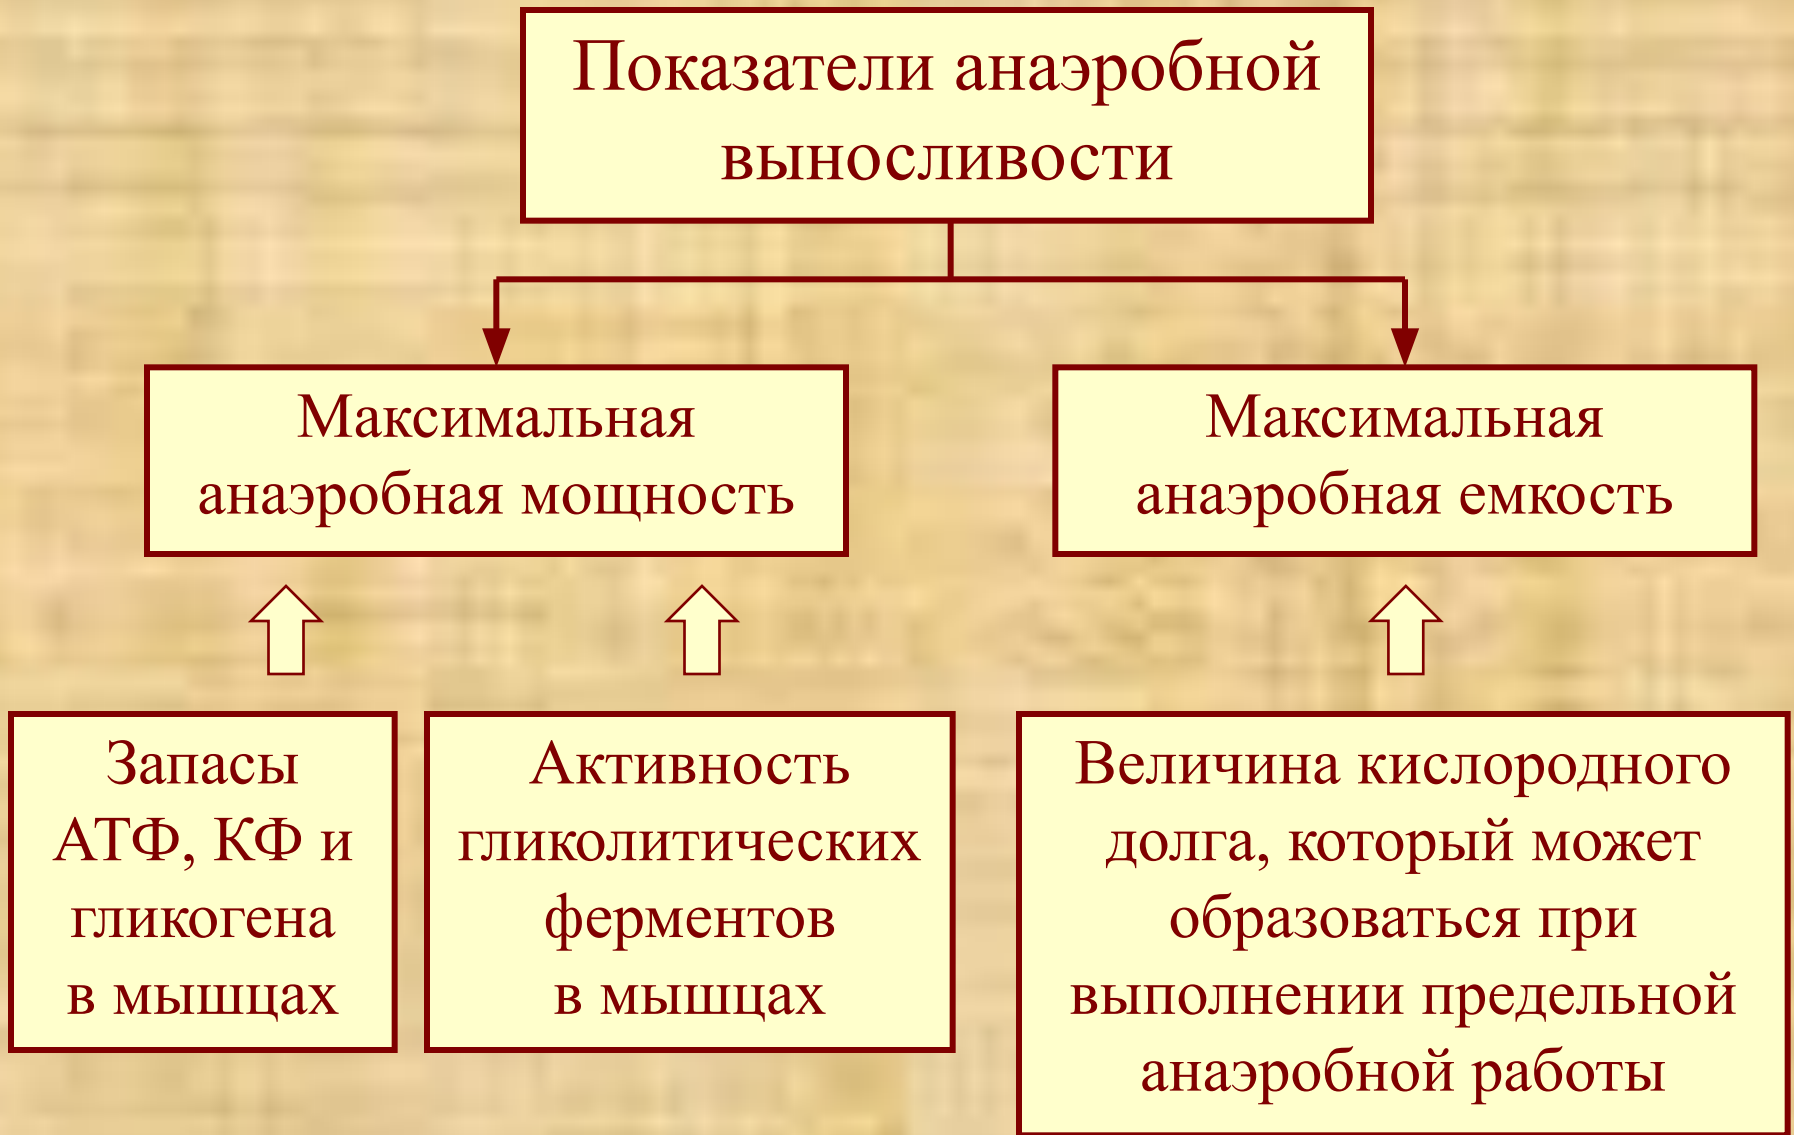 Показатели анаэробной
выносливости
Максимальная
анаэробная мощность
Максимальная
анаэробная емкость
Запасы
АТФ, КФ и
гликогена
в мышцах
Активность
гликолитических
ферментов
в мышцах
Величина кислородного
долга, который может
образоваться при
выполнении предельной
анаэробной работы